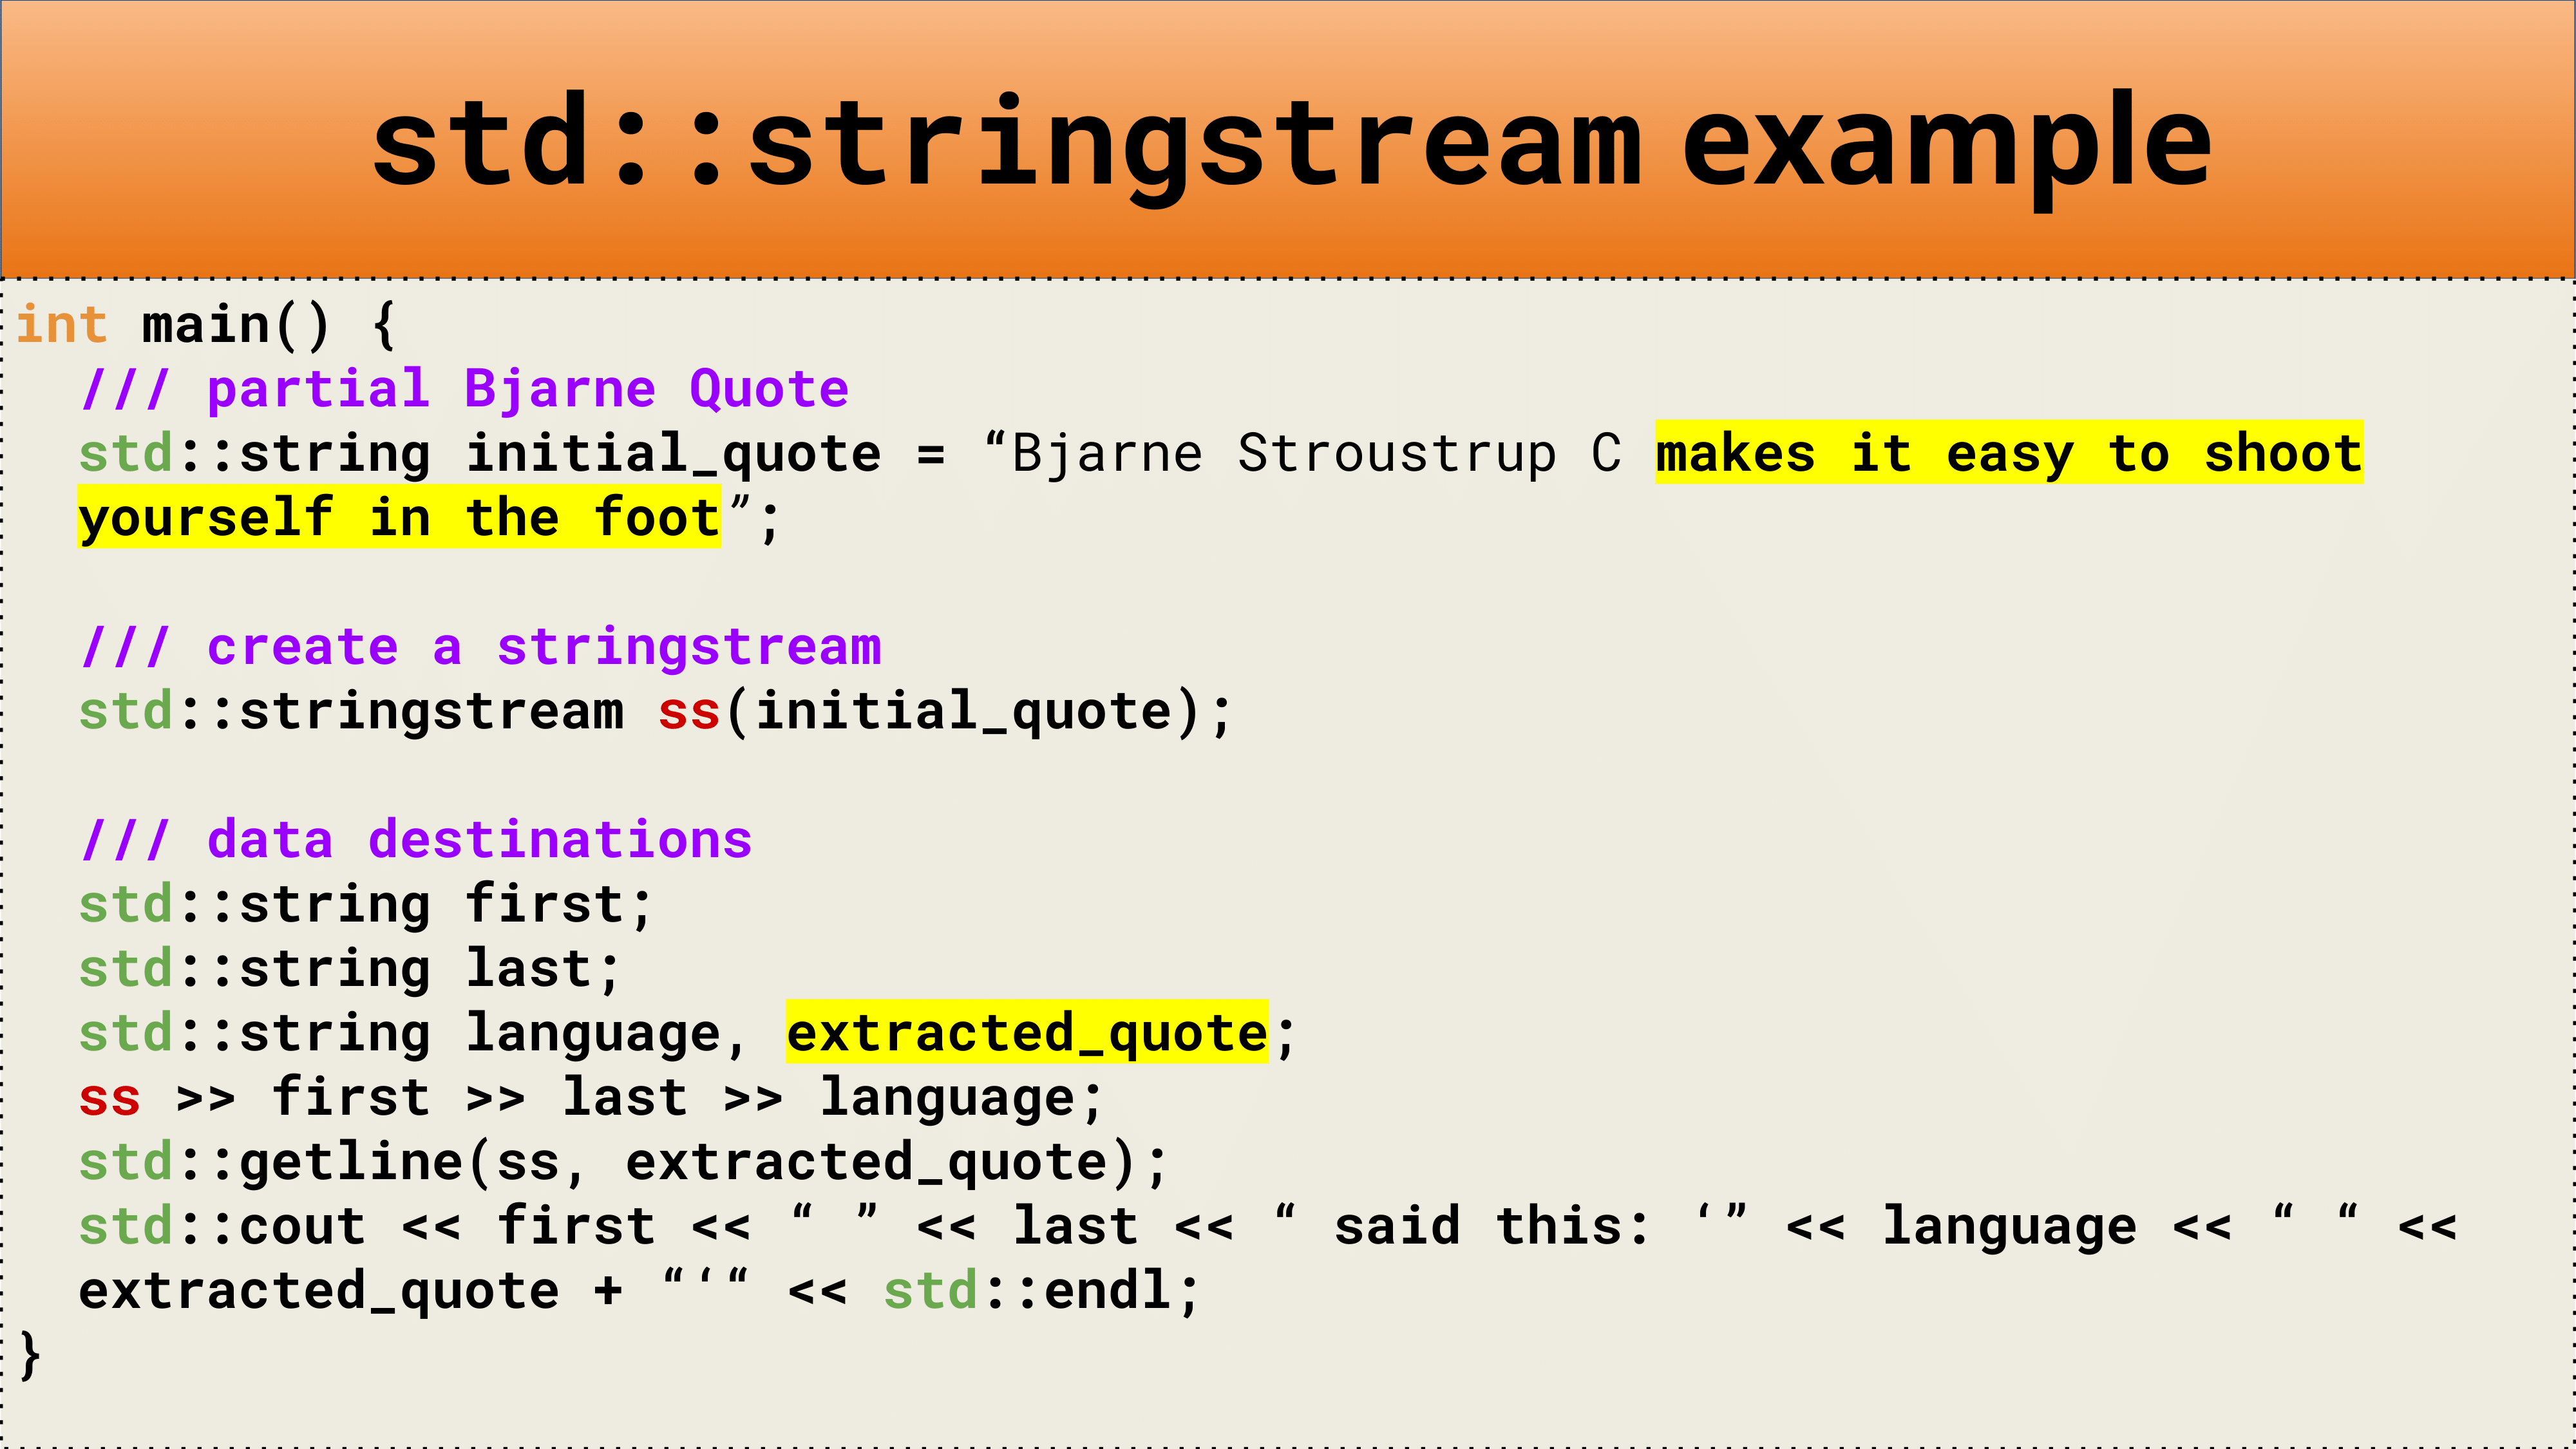 std::stringstream example
int main() {
/// partial Bjarne Quote
std::string initial_quote = “Bjarne Stroustrup C makes it easy to shoot
yourself in the foot”;
/// create a stringstream
std::stringstream ss(initial_quote);
/// data destinations
std::string first;
std::string last;
std::string language, extracted_quote;
ss >> first >> last >> language;
std::getline(ss, extracted_quote);
std::cout << first << “ ” << last << “ said this: ‘” << language << “ “ <<
extracted_quote + “‘“ << std::endl;
}